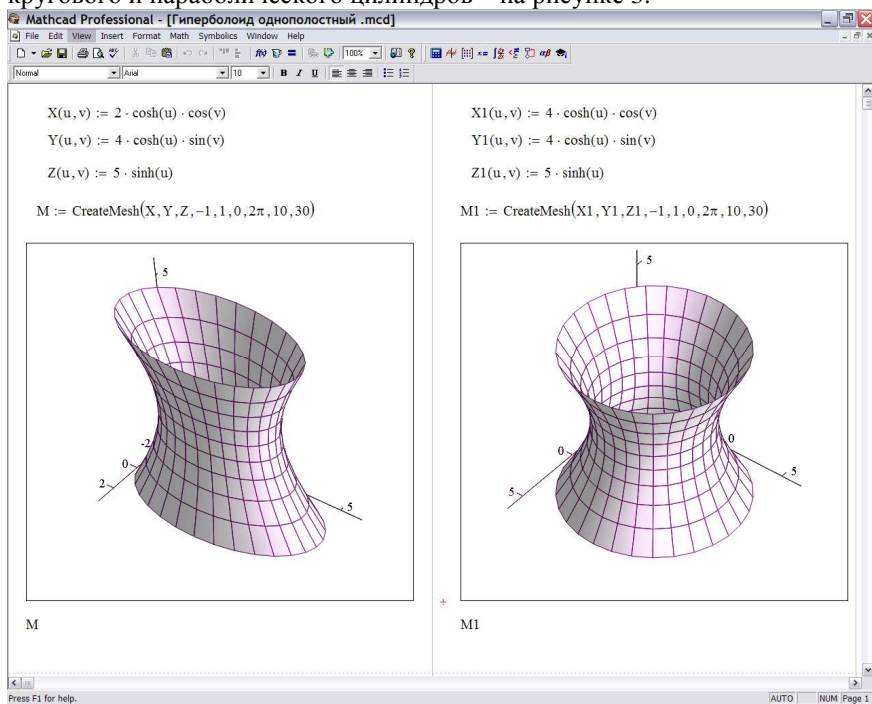 кругового и параболического цилиндров – на рисунке 3.
Mathcad Professional - [Гиперболоид однополостный .mcd]
File Edit View Insert Format Math Symbolics Window Help
100%
Normal Arial 10 B I U
X(u,v) := 2 · cosh(u) · cos(v)
Y(u,v) := 4 · cosh(u) · sin(v)
Z(u,v) := 5 · sinh(u)
M := CreateMesh(X,Y,Z,−1,1,0,2π,10,30)
5
-2
0
2
5
M
X1(u,v) := 4 · cosh(u) · cos(v)
Y1(u,v) := 4 · cosh(u) · sin(v)
Z1(u,v) := 5 · sinh(u)
M1 := CreateMesh(X1,Y1,Z1,−1,1,0,2π,10,30)
5
0
0
5
5
M1
Press F1 for help. AUTO NUM Page 1